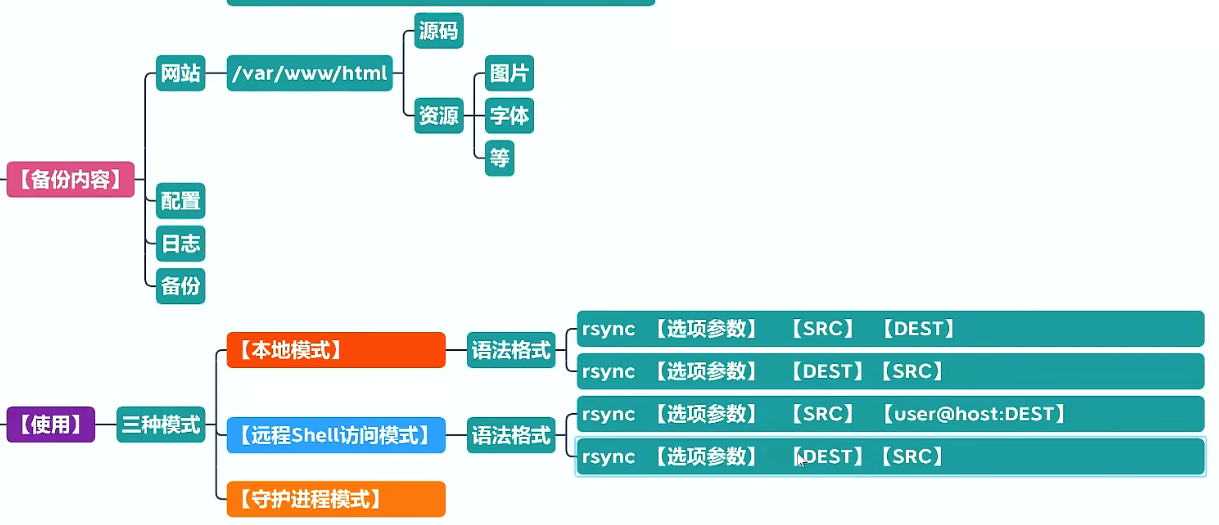 源码
网站
/var/www/html
图片
资源
字体
等
【备份内容】
配置
日志
备份
【使用】
三种模式
【本地模式】
语法格式
rsync 【选项参数】 【SRC】 【DEST】
rsync 【选项参数】 【DEST】【SRC】
【远程Shell访问模式】
语法格式
rsync 【选项参数】 【SRC】 【user@host:DEST】
rsync 【选项参数】 【DEST】【SRC】
【守护进程模式】